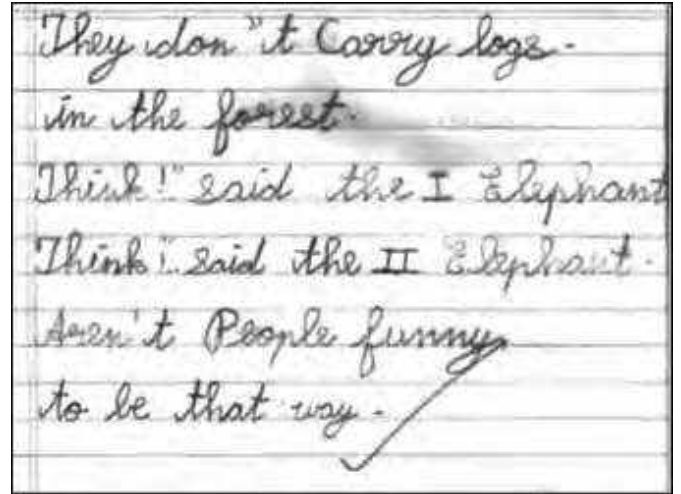 They don"t Carry logs.
in the forest.
Think!" said the I Elephant
Think!" said the II Elephant.
Aren't People funny
to be that way.